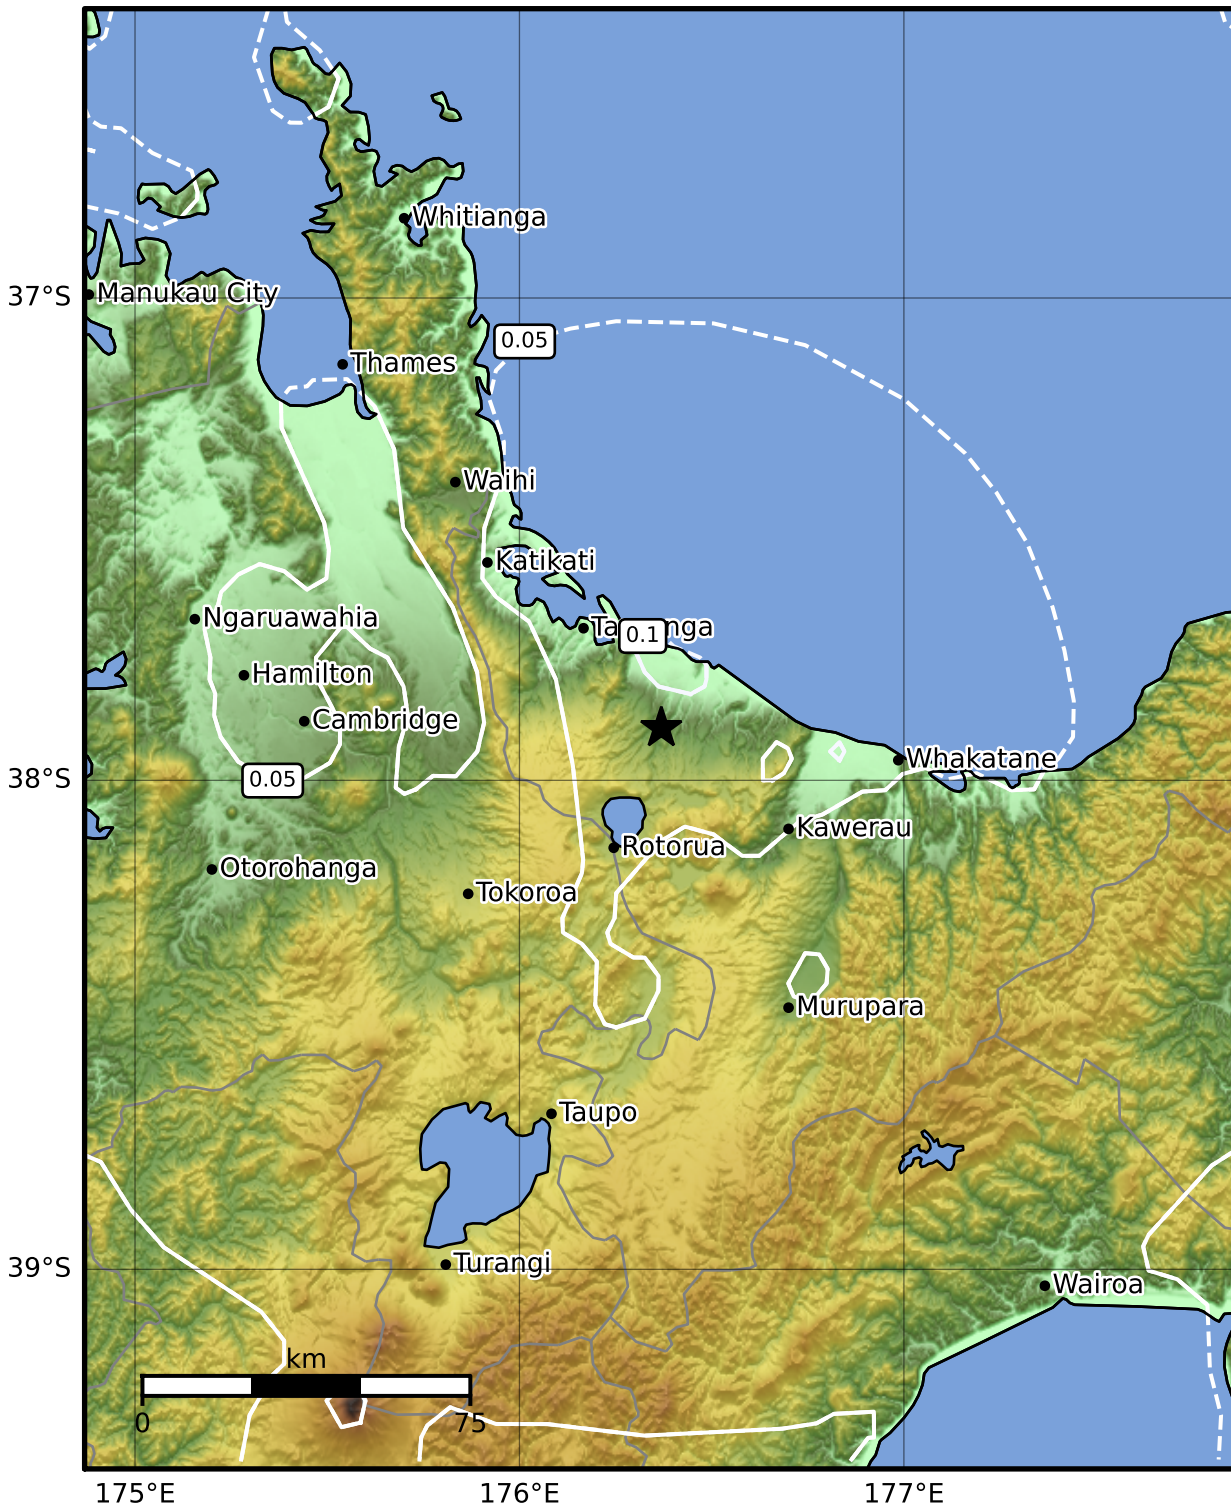 Whitianga
Manukau City
37°S
0.05
Thames
Waihi
Katikati
Ngaruawahia
0.1
Hamilton
Cambridge
Whakatane
38°S
0.05
Kawerau
Rotorua
Otorohanga
Tokoroa
Murupara
Taupo
Turangi
39°S
Wairoa
km
0
75
175°E
176°E
177°E